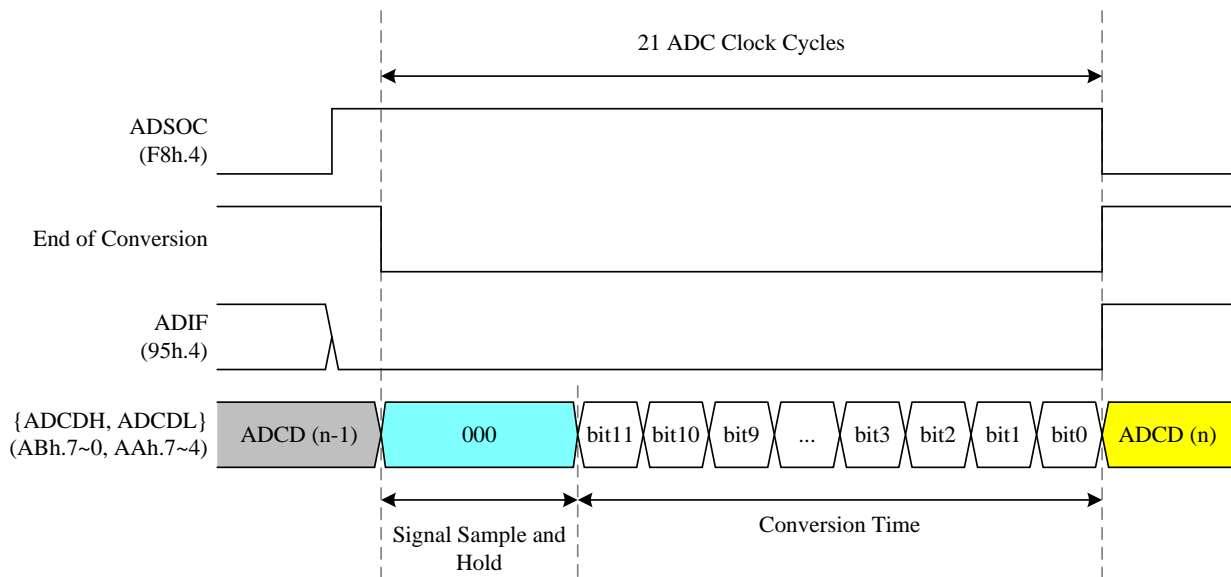 21 ADC Clock Cycles
ADSOC
(F8h.4)
End of Conversion
ADIF
(95h.4)
{ADCDH, ADCDL}
(ABh.7~0, AAh.7~4)
ADCD (n-1)
000
bit11
bit10
bit9
...
bit3
bit2
bit1
bit0
ADCD (n)
Signal Sample and
Hold
Conversion Time